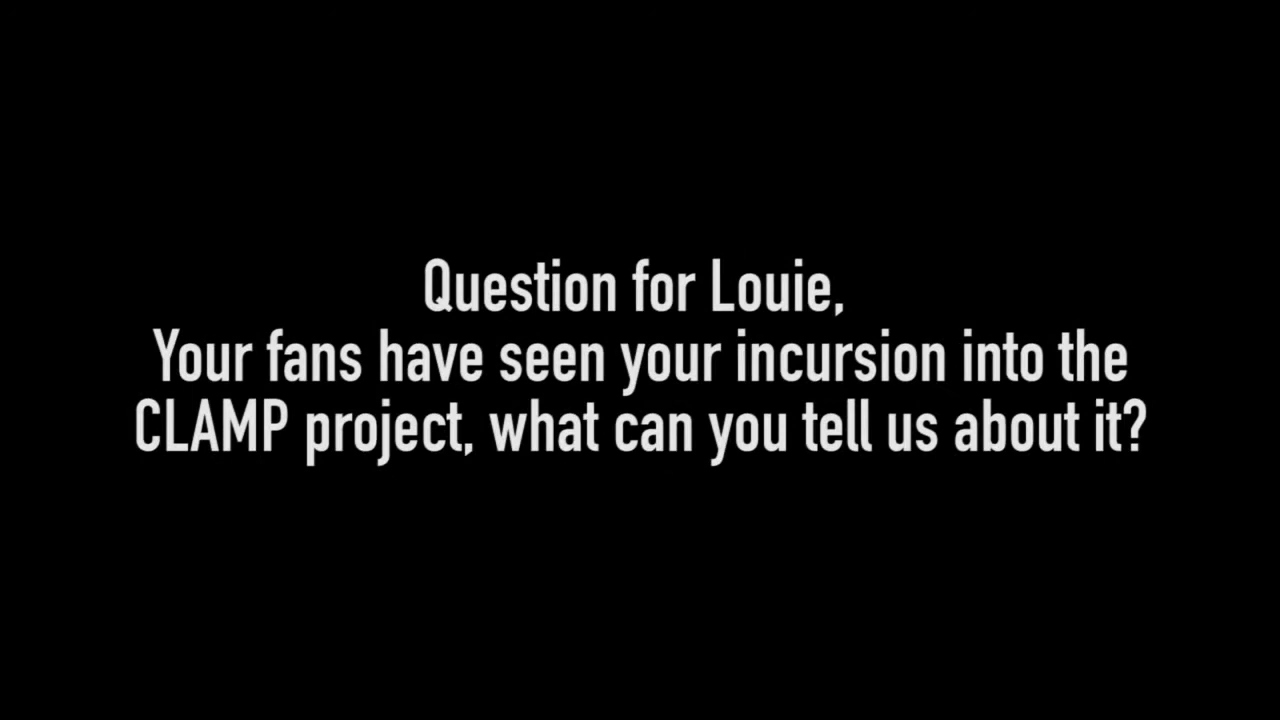 Question for Louie,
Your fans have seen your incursion into the
CLAMP project, what can you tell us about it?